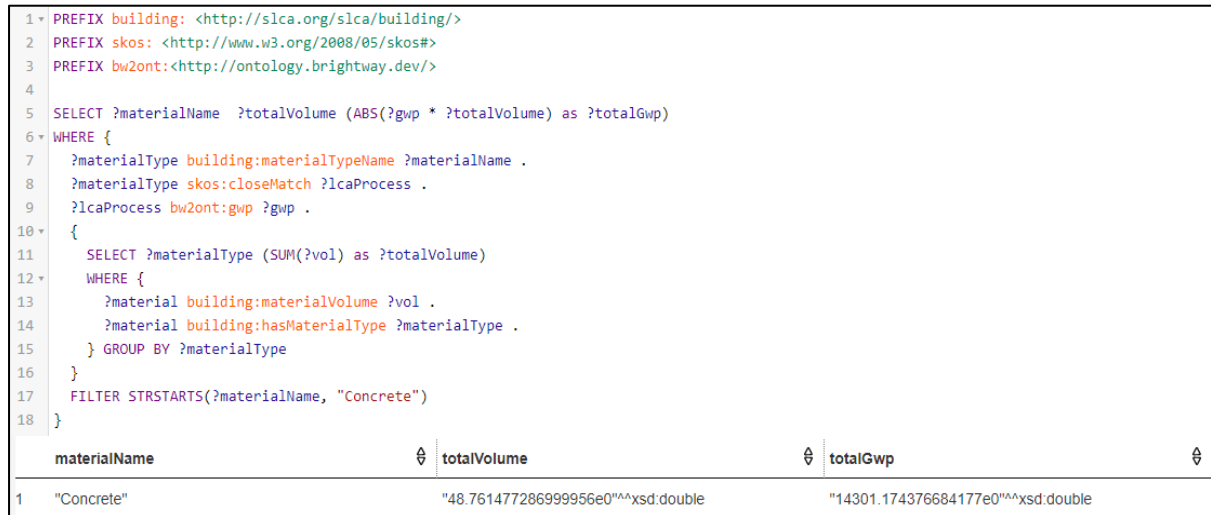 1 PREFIX building: <http://slca.org/slca/building/>
2 PREFIX skos: <http://www.w3.org/2008/05/skos#>
3 PREFIX bw2ont:<http://ontology.brightway.dev/>
4
5 SELECT ?materialName  ?totalVolume (ABS(?gwp * ?totalVolume) as ?totalGwp)
6 WHERE {
7   ?materialType building:materialTypeName ?materialName .
8   ?materialType skos:closeMatch ?lcaProcess .
9   ?lcaProcess bw2ont:gwp ?gwp .
10   {
11     SELECT ?materialType (SUM(?vol) as ?totalVolume)
12     WHERE {
13       ?material building:materialVolume ?vol .
14       ?material building:hasMaterialType ?materialType .
15     } GROUP BY ?materialType
16   }
17   FILTER STRSTARTS(?materialName, "Concrete")
18 }
materialName totalVolume totalGwp
1 "Concrete" "48.761477286999956e0"^^xsd:double "14301.174376684177e0"^^xsd:double